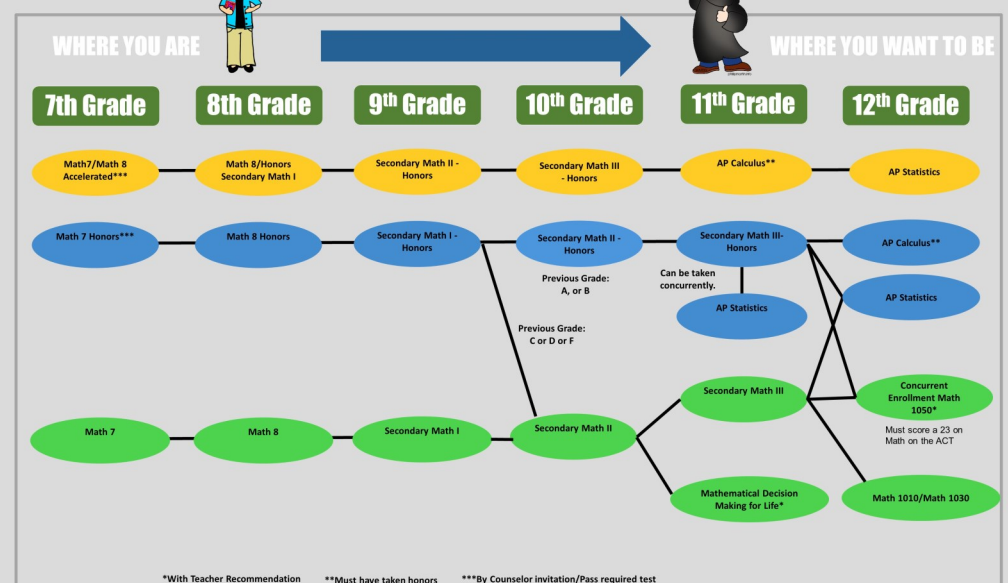 WHERE YOU ARE
WHERE YOU WANT TO BE
7th Grade
8th Grade
9th Grade
10th Grade
11th Grade
12th Grade
Math7/Math 8
Accelerated***
Math 8/Honors
Secondary Math I
Secondary Math II -
Honors
Secondary Math III
- Honors
AP Calculus**
AP Statistics
Math 7 Honors***
Math 8 Honors
Secondary Math I -
Honors
Secondary Math II -
Honors
Secondary Math III-
Honors
AP Calculus**
Previous Grade:
A, or B
Can be taken
concurrently.
AP Statistics
AP Statistics
Previous Grade:
C or D or F
Math 7
Math 8
Secondary Math I
Secondary Math II
Secondary Math III
Concurrent
Enrollment Math
1050*
Must score a 23 on
Math on the ACT
Mathematical Decision
Making for Life*
Math 1010/Math 1030
*With Teacher Recommendation
**Must have taken honors
***By Counselor invitation/Pass required test